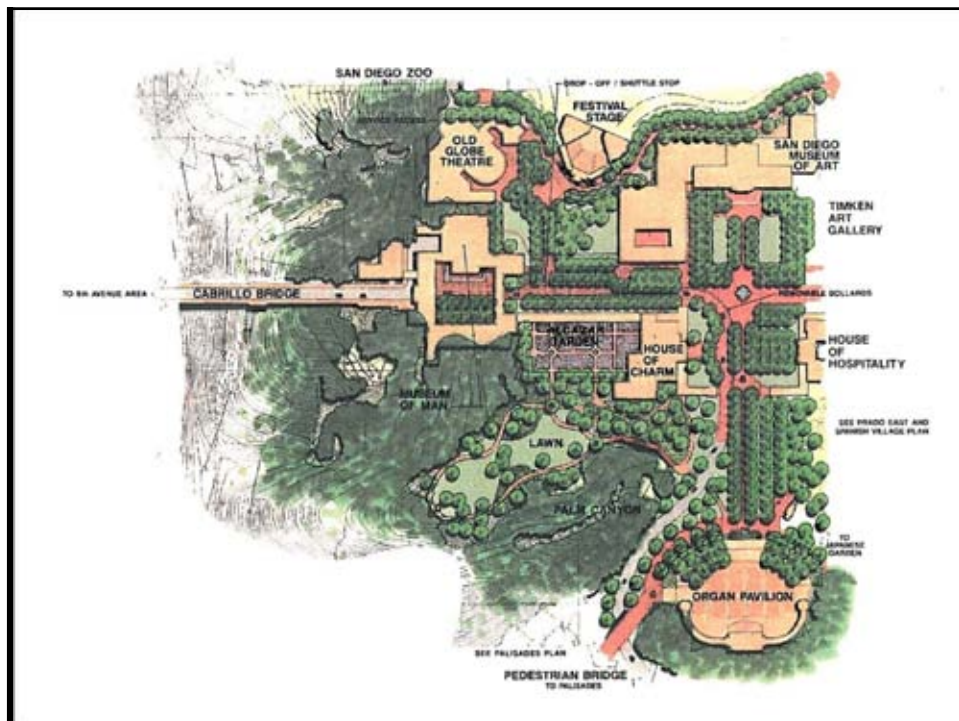 SAN DIEGO ZOO
DROP - OFF / SHUTTLE STOP
FESTIVAL
STAGE
SERVICE ACCESS
OLD
GLOBE
THEATRE
SAN DIEGO
MUSEUM
OF ART
TIMKEN
ART
GALLERY
TO 6th AVENUE AREA
CABRILLO BRIDGE
REMOVABLE BOLLARDS
ALCAZAR
GARDEN
HOUSE
OF
CHARM
HOUSE
OF
HOSPITALITY
MUSEUM
OF MAN
SEE PRADO EAST AND
SPANISH VILLAGE PLAN
LAWN
PALM CANYON
TO
JAPANESE
GARDEN
ORGAN PAVILION
SEE PALISADES PLAN
PEDESTRIAN BRIDGE
TO PALISADES